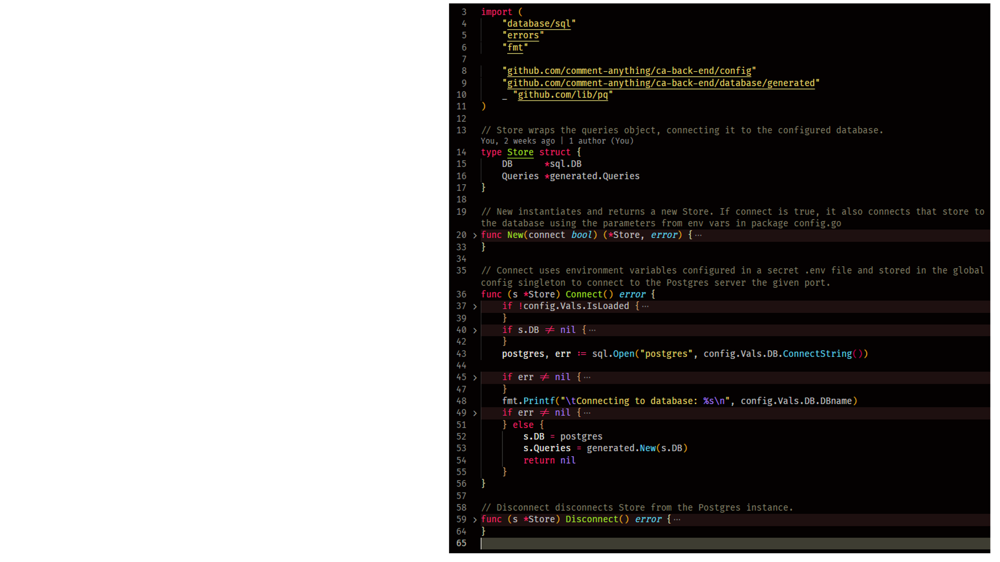 3 import (
4 "database/sql"
5 "errors"
6 "fmt"
7
8 "github.com/comment-anything/ca-back-end/config"
9 "github.com/comment-anything/ca-back-end/database/generated"
10 _ "github.com/lib/pq"
11 )
12
13 // Store wraps the queries object, connecting it to the configured database.
You, 2 weeks ago | 1 author (You)
14 type Store struct {
15 DB *sql.DB
16 Queries *generated.Queries
17 }
18
19 // New instantiates and returns a new Store. If connect is true, it also connects that store to
the database using the parameters from env vars in package config.go
20 > func New(connect bool) (*Store, error) { ⋯
33 }
34
35 // Connect uses environment variables configured in a secret .env file and stored in the global
config singleton to connect to the Postgres server the given port.
36 func (s *Store) Connect() error {
37 > if !config.Vals.IsLoaded { ⋯
39 }
40 > if s.DB ≠ nil { ⋯
42 }
43 postgres, err := sql.Open("postgres", config.Vals.DB.ConnectString())
44
45 > if err ≠ nil { ⋯
47 }
48 fmt.Printf("\tConnecting to database: %s\n", config.Vals.DB.DBname)
49 > if err ≠ nil { ⋯
51 } else {
52 s.DB = postgres
53 s.Queries = generated.New(s.DB)
54 return nil
55 }
56 }
57
58 // Disconnect disconnects Store from the Postgres instance.
59 > func (s *Store) Disconnect() error { ⋯
64 }
65